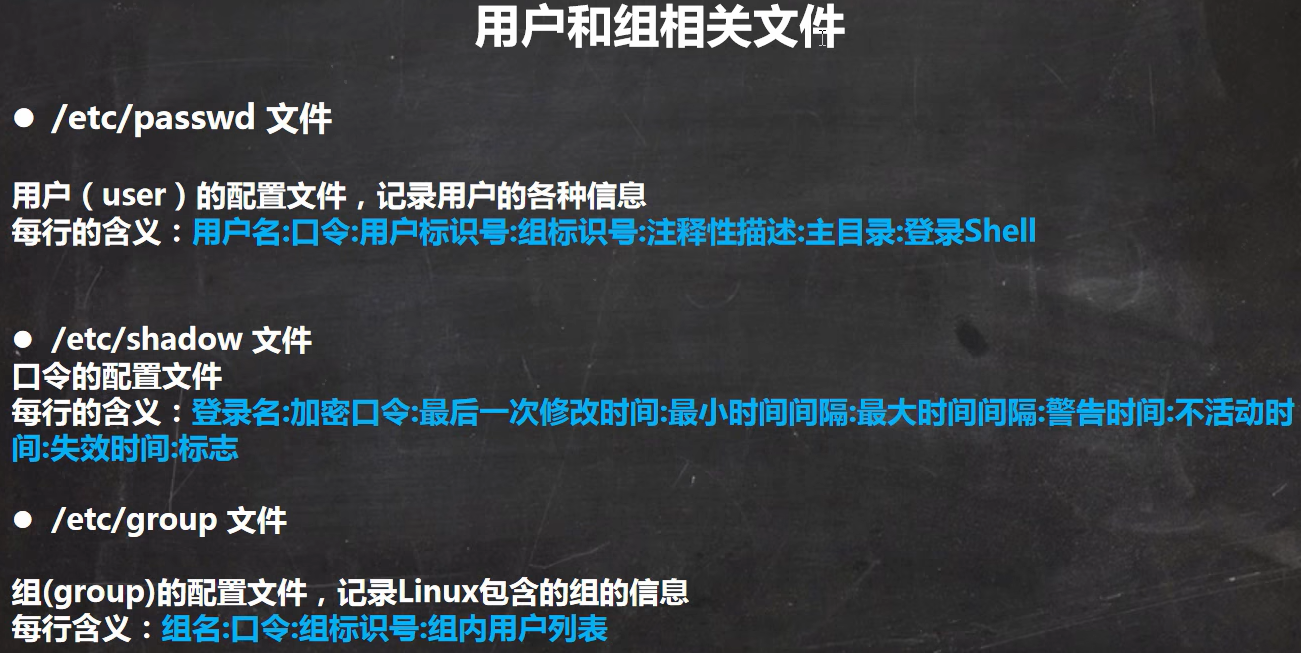 用户和组相关文件
● /etc/passwd 文件
用户（user）的配置文件，记录用户的各种信息
每行的含义：用户名:口令:用户标识号:组标识号:注释性描述:主目录:登录Shell
● /etc/shadow 文件
口令的配置文件
每行的含义：登录名:加密口令:最后一次修改时间:最小时间间隔:最大时间间隔:警告时间:不活动时
间:失效时间:标志
● /etc/group 文件
组(group)的配置文件，记录Linux包含的组的信息
每行含义：组名:口令:组标识号:组内用户列表